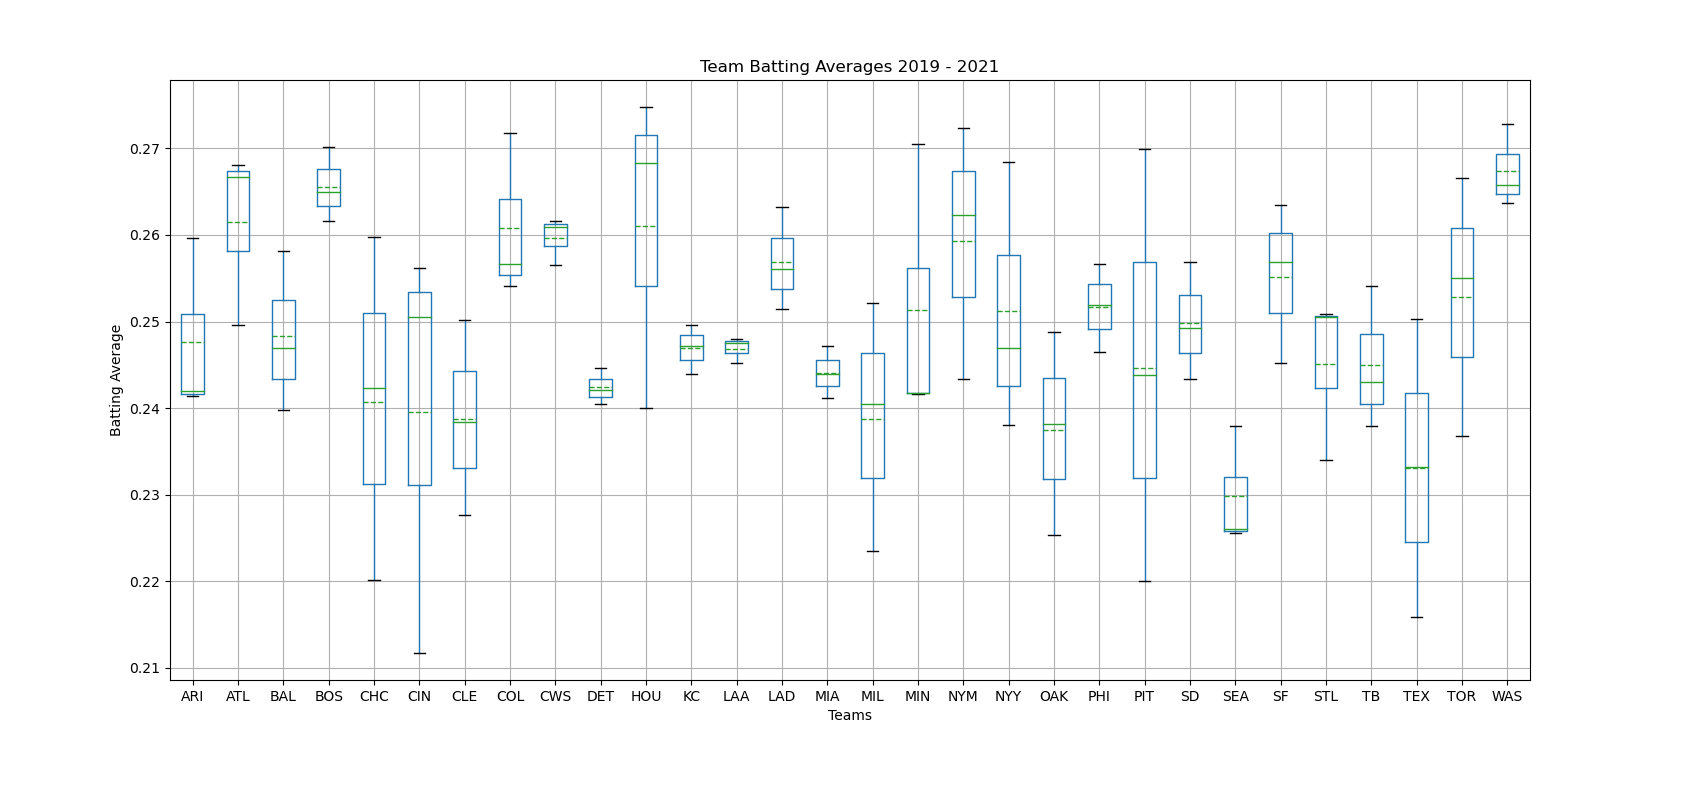 Team Batting Averages 2019 - 2021
0.27
0.26
0.25
0.24
0.23
0.22
0.21
Batting Average
ARI ATL BAL BOS CHC CIN CLE COL CWS DET HOU KC LAA LAD MIA MIL MIN NYM NYY OAK PHI PIT SD SEA SF STL TB TEX TOR WAS
Teams